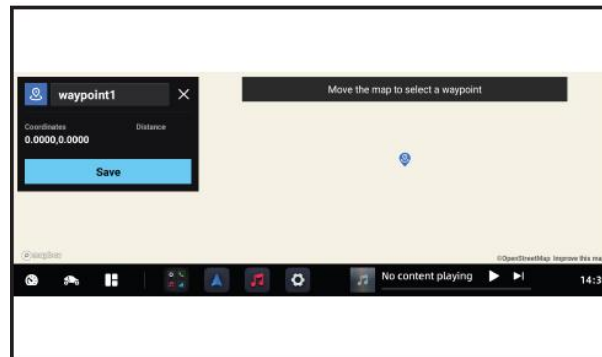 waypoint1
Move the map to select a waypoint
Coordinates
Distance
0.0000,0.0000
Save
mapbox
©OpenStreetMap Improve this ma
No content playing
14:3